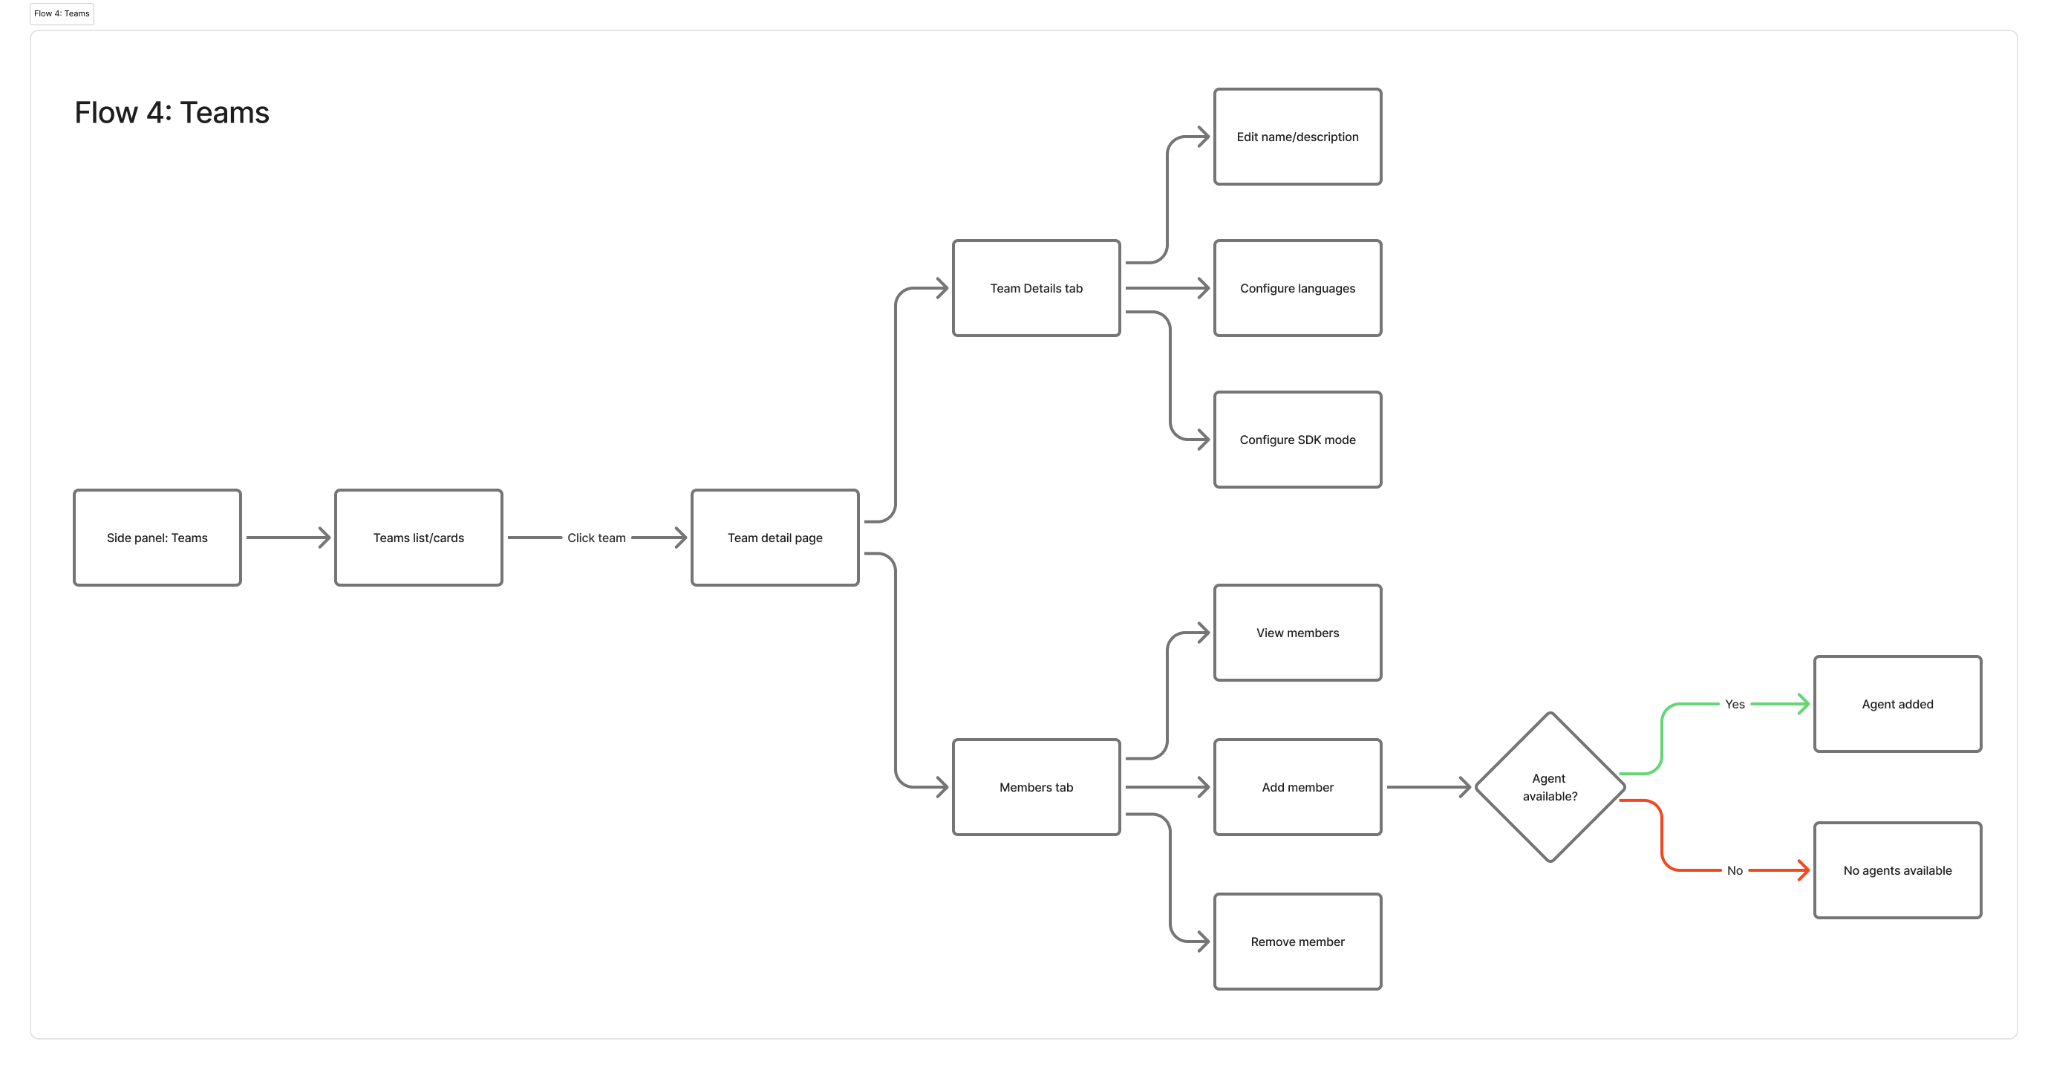 Flow 4: Teams
Flow 4: Teams
Edit name/description
Team Details tab
Configure languages
Configure SDK mode
Side panel: Teams
Teams list/cards
Click team
Team detail page
View members
Members tab
Add member
Remove member
Agent
available?
Yes
Agent added
No
No agents available